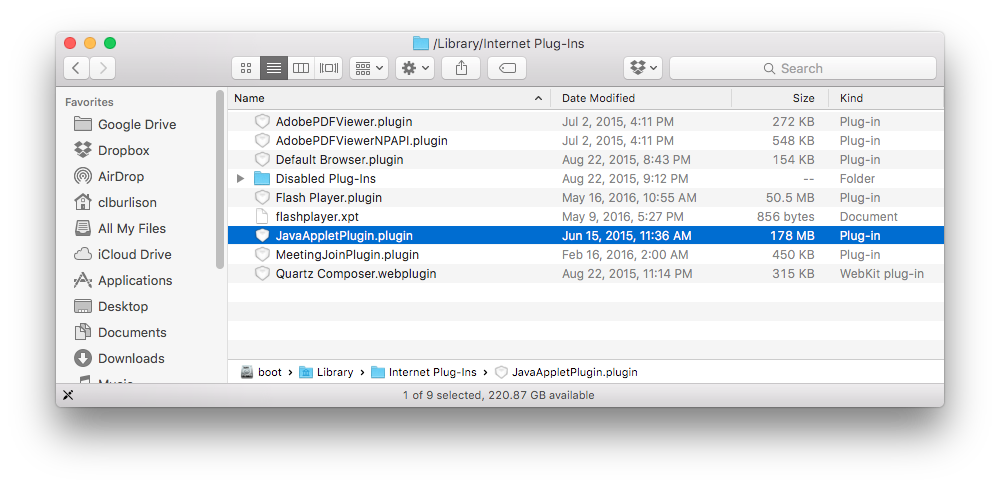 /Library/Internet Plug-Ins
Search
Favorites
Google Drive
Dropbox
AirDrop
clburlison
All My Files
iCloud Drive
Applications
Desktop
Documents
Downloads
Name Date Modified Size Kind
AdobePDFViewer.plugin Jul 2, 2015, 4:11 PM 272 KB Plug-in
AdobePDFViewerNPAPI.plugin Jul 2, 2015, 4:11 PM 548 KB Plug-in
Default Browser.plugin Aug 22, 2015, 8:43 PM 154 KB Plug-in
Disabled Plug-Ins Aug 22, 2015, 9:12 PM -- Folder
Flash Player.plugin May 16, 2016, 10:55 AM 50.5 MB Plug-in
flashplayer.xpt May 9, 2016, 5:27 PM 856 bytes Document
JavaAppletPlugin.plugin Jun 15, 2015, 11:36 AM 178 MB Plug-in
MeetingJoinPlugin.plugin Feb 16, 2016, 2:00 AM 450 KB Plug-in
Quartz Composer.webplugin Aug 22, 2015, 11:14 PM 315 KB WebKit plug-in
boot › Library › Internet Plug-Ins › JavaAppletPlugin.plugin
1 of 9 selected, 220.87 GB available